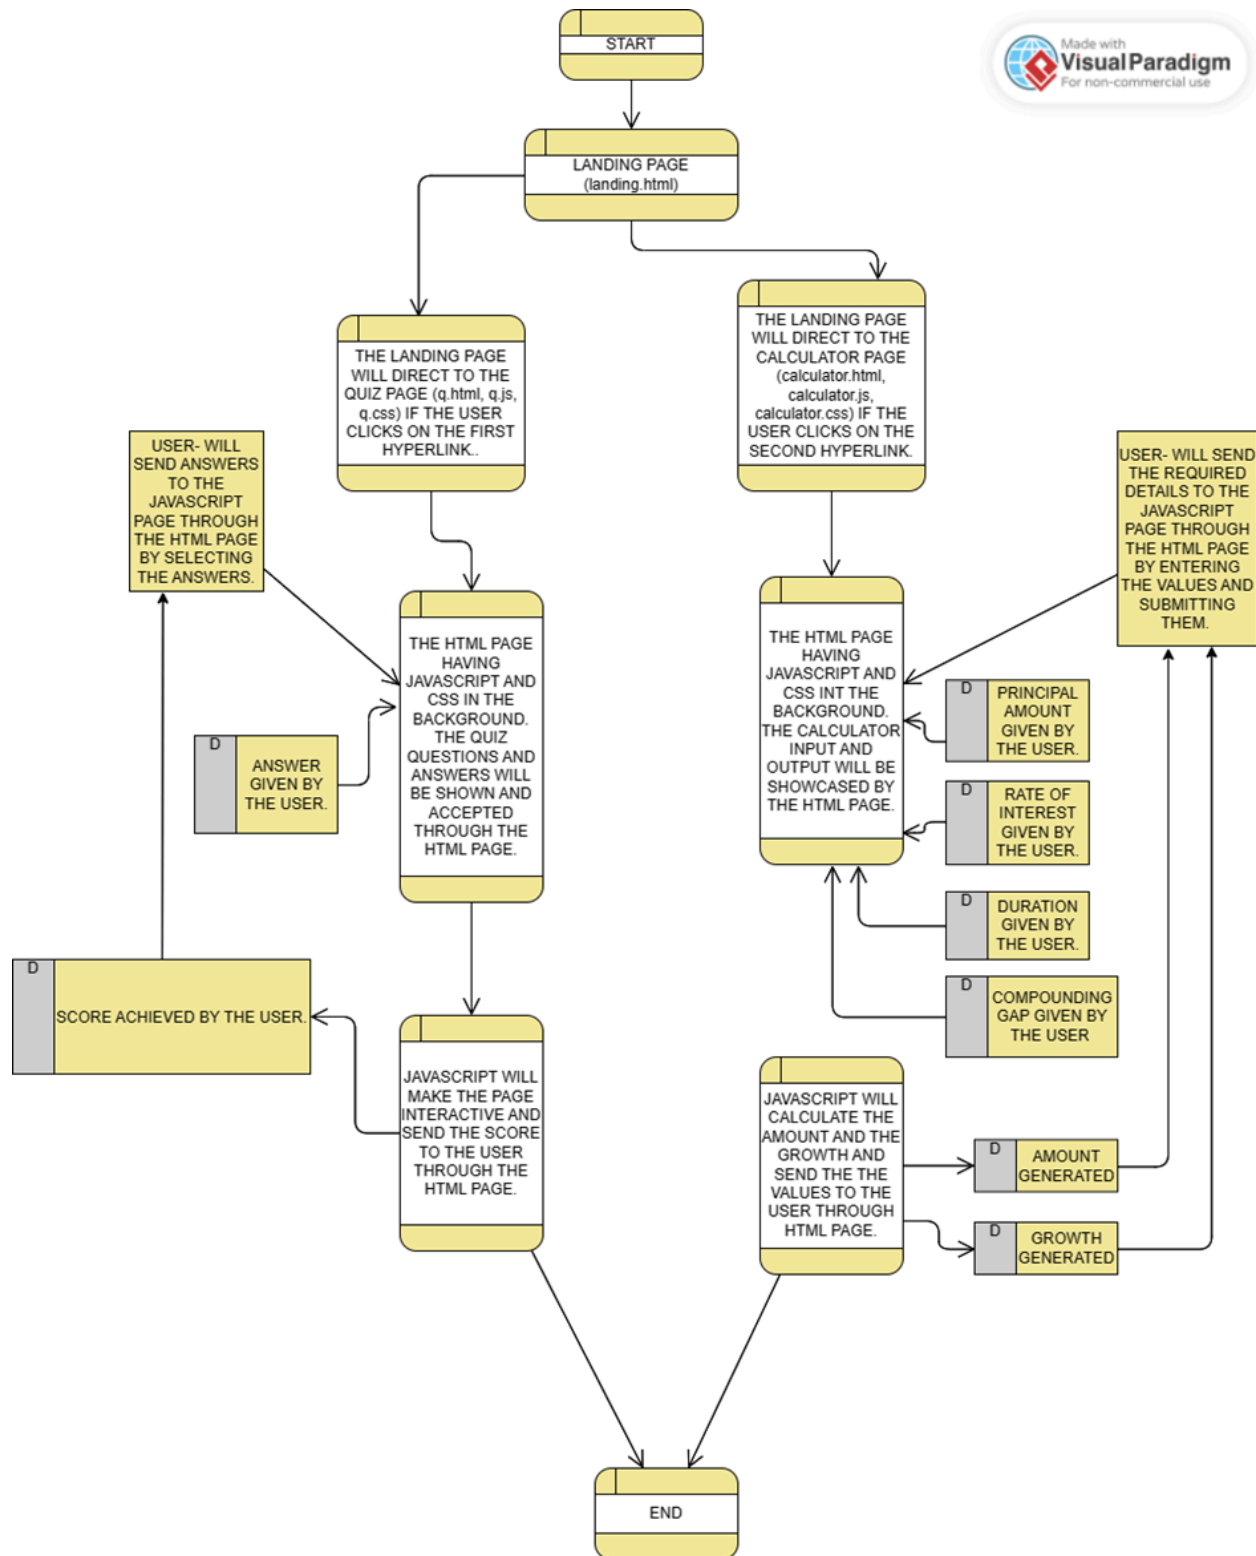 START
Made with
Visual Paradigm
For non-commercial use
LANDING PAGE
(landing.html)
THE LANDING PAGE
WILL DIRECT TO THE
QUIZ PAGE (q.html, q.js,
q.css) IF THE USER
CLICKS ON THE FIRST
HYPERLINK..
THE LANDING PAGE
WILL DIRECT TO THE
CALCULATOR PAGE
(calculator.html,
calculator.js,
calculator.css) IF THE
USER CLICKS ON THE
SECOND HYPERLINK.
USER- WILL
SEND ANSWERS
TO THE
JAVASCRIPT
PAGE THROUGH
THE HTML PAGE
BY SELECTING
THE ANSWERS.
USER- WILL SEND
THE REQUIRED
DETAILS TO THE
JAVASCRIPT
PAGE THROUGH
THE HTML PAGE
BY ENTERING
THE VALUES AND
SUBMITTING
THEM.
THE HTML PAGE
HAVING
JAVASCRIPT AND
CSS IN THE
BACKGROUND.
THE QUIZ
QUESTIONS AND
ANSWERS WILL
BE SHOWN AND
ACCEPTED
THROUGH THE
HTML PAGE.
THE HTML PAGE
HAVING
JAVASCRIPT AND
CSS INT THE
BACKGROUND.
THE CALCULATOR
INPUT AND
OUTPUT WILL BE
SHOWCASED BY
THE HTML PAGE.
D
PRINCIPAL
AMOUNT
GIVEN BY
THE USER.
D
ANSWER
GIVEN BY
THE USER.
D
RATE OF
INTEREST
GIVEN BY
THE USER.
D
DURATION
GIVEN BY
THE USER.
D
SCORE ACHIEVED BY THE USER.
D
COMPOUNDING
GAP GIVEN BY
THE USER
JAVASCRIPT WILL
MAKE THE PAGE
INTERACTIVE AND
SEND THE SCORE
TO THE USER
THROUGH THE
HTML PAGE.
JAVASCRIPT WILL
CALCULATE THE
AMOUNT AND THE
GROWTH AND
SEND THE THE
VALUES TO THE
USER THROUGH
HTML PAGE.
D
AMOUNT
GENERATED
D
GROWTH
GENERATED
END